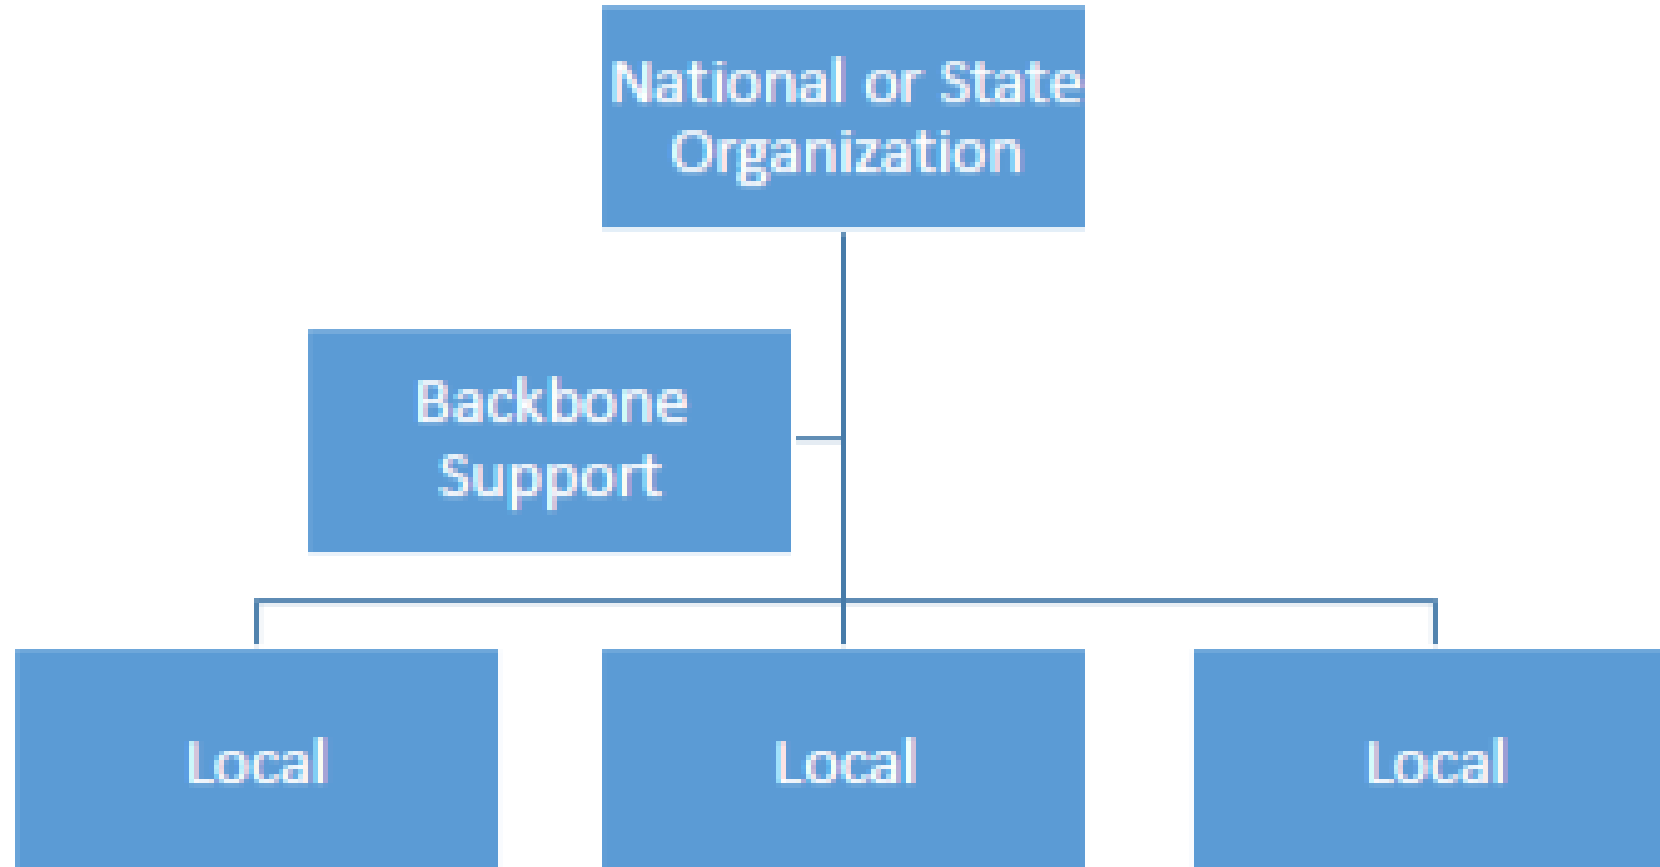 National or State
Organization
Backbone
Support
Local
Local
Local